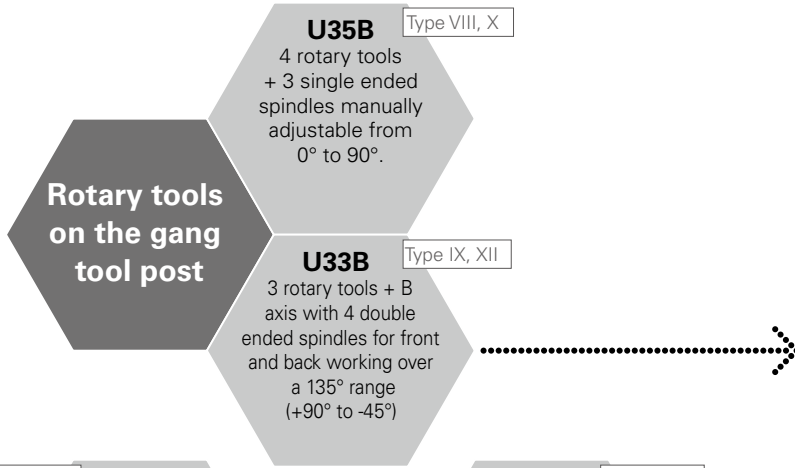 U35B
Type VIII, X
4 rotary tools
+ 3 single ended
spindles manually
adjustable from
0° to 90°.
Rotary tools
on the gang
tool post
U33B
Type IX, XII
3 rotary tools + B
axis with 4 double
ended spindles for front
and back working over
a 135° range
(+90° to -45°)